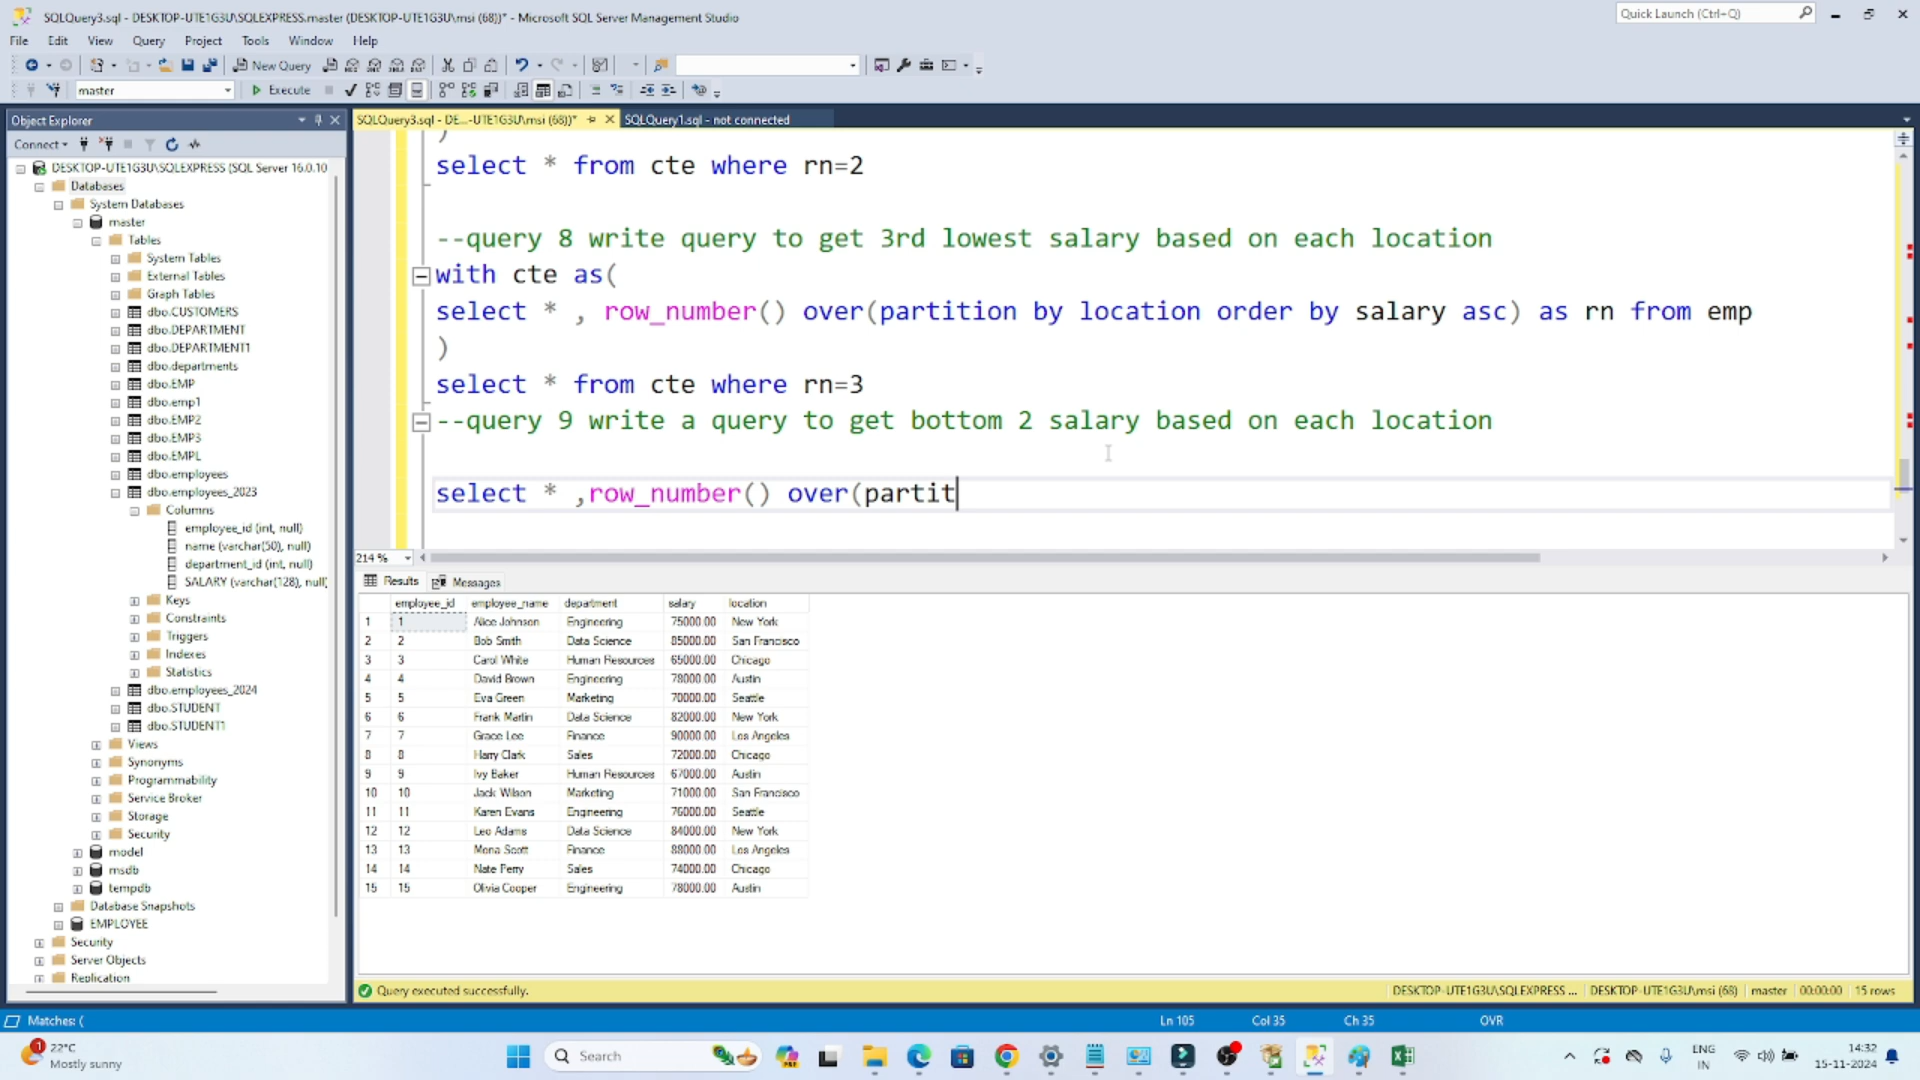 SQLQuery3.sql - DESKTOP-UTE1G3U\SQLEXPRESS.master (DESKTOP-UTE1G3U\msi (68))* - Microsoft SQL Server Management Studio
Quick Launch (Ctrl+Q)
File Edit View Query Project Tools Window Help
New Query
master
Execute
Object Explorer
SQLQuery3.sql - DE...-UTE1G3U\msi (68))*
SQLQuery1.sql - not connected
Connect
DESKTOP-UTE1G3U\SQLEXPRESS (SQL Server 16.0.10
Databases
System Databases
master
Tables
System Tables
External Tables
Graph Tables
dbo.CUSTOMERS
dbo.DEPARTMENT
dbo.DEPARTMENT1
dbo.departments
dbo.EMP
dbo.emp1
dbo.EMP2
dbo.EMP3
dbo.EMPL
dbo.employees
dbo.employees_2023
Columns
employee_id (int, null)
name (varchar(50), null)
department_id (int, null)
SALARY (varchar(128), null)
Keys
Constraints
Triggers
Indexes
Statistics
dbo.employees_2024
dbo.STUDENT
dbo.STUDENT1
Views
Synonyms
Programmability
Service Broker
Storage
Security
model
msdb
tempdb
Database Snapshots
EMPLOYEE
Security
Server Objects
Replication
)
select * from cte where rn=2
--query 8 write query to get 3rd lowest salary based on each location
with cte as(
select * , row_number() over(partition by location order by salary asc) as rn from emp
)
select * from cte where rn=3
--query 9 write a query to get bottom 2 salary based on each location
select * ,row_number() over(partit
214 %
Results Messages
employee_id employee_name department salary location
1 1 Alice Johnson Engineering 75000.00 New York
2 2 Bob Smith Data Science 85000.00 San Francisco
3 3 Carol White Human Resources 65000.00 Chicago
4 4 David Brown Engineering 78000.00 Austin
5 5 Eva Green Marketing 70000.00 Seattle
6 6 Frank Martin Data Science 82000.00 New York
7 7 Grace Lee Finance 90000.00 Los Angeles
8 8 Harry Clark Sales 72000.00 Chicago
9 9 Ivy Baker Human Resources 67000.00 Austin
10 10 Jack Wilson Marketing 71000.00 San Francisco
11 11 Karen Evans Engineering 76000.00 Seattle
12 12 Leo Adams Data Science 84000.00 New York
13 13 Mona Scott Finance 88000.00 Los Angeles
14 14 Nate Perry Sales 74000.00 Chicago
15 15 Olivia Cooper Engineering 78000.00 Austin
Query executed successfully.
DESKTOP-UTE1G3U\SQLEXPRESS ... DESKTOP-UTE1G3U\msi (68) master 00:00:00 15 rows
Matches: (
Ln 105 Col 35 Ch 35 OVR
1
22°C
Mostly sunny
Search
ENG
IN
14:32
15-11-2024